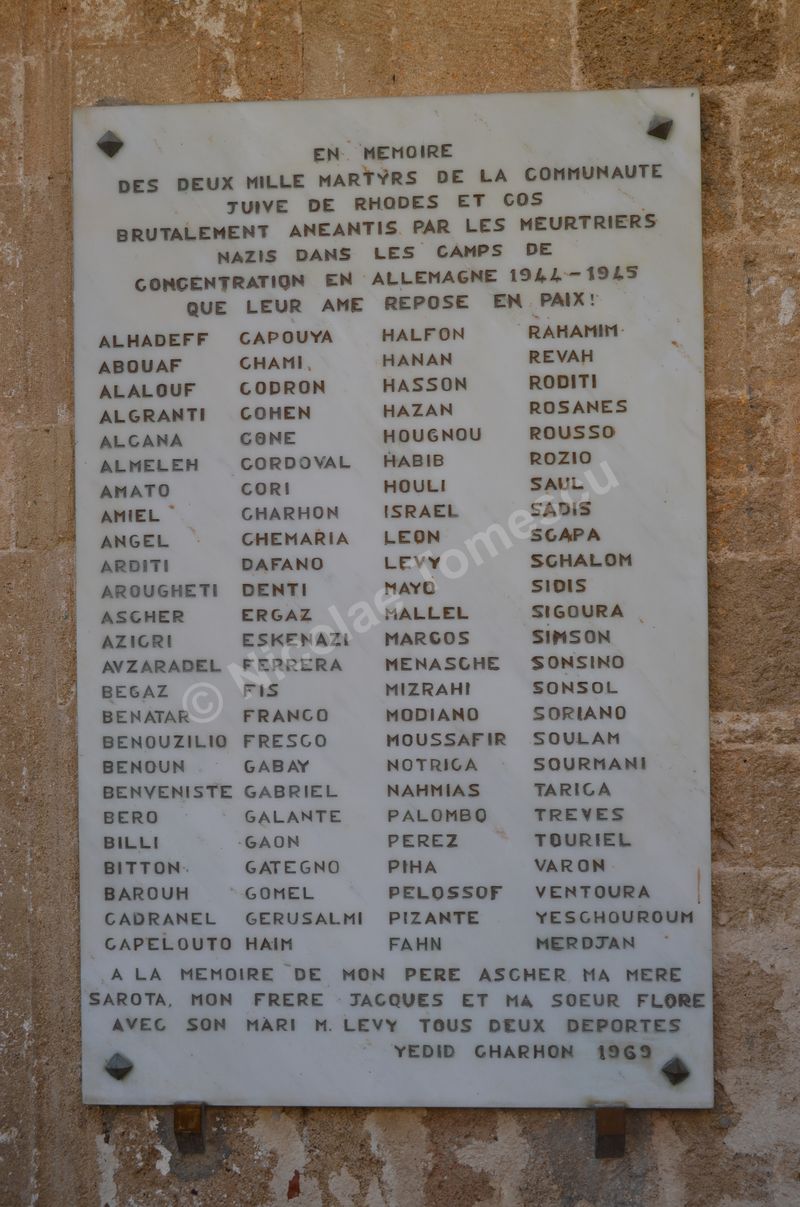 EN MEMOIRE
DES DEUX MILLE MARTYRS DE LA COMMUNAUTE
JUIVE DE RHODES ET COS
BRUTALEMENT ANEANTIS PAR LES MEURTRIERS
NAZIS DANS LES CAMPS DE
CONCENTRATION EN ALLEMAGNE 1944-1945
QUE LEUR AME REPOSE EN PAIX!
ALHADEFF CAPOUYA HALFON RAHAMIM
ABOUAF CHAMI HANAN REVAH
ALALOUF CODRON HASSON RODITI
ALGRANTI COHEN HAZAN ROSANES
ALCANA CONE HOUGNOU ROUSSO
ALMELEH CORDOVAL HABIB ROZIO
AMATO CORI HOULI SAUL
AMIEL CHARHON ISRAEL SADIS
ANGEL CHEMARIA LEON SCAPA
ARDITI DAFANO LEVY SCHALOM
AROUGHETI DENTI MAYO SIDIS
ASCHER ERGAZ MALLEL SIGOURA
AZICRI ESKENAZI MARCOS SIMSON
AVZARADEL FERRERA MENASCHE SONSINO
BEGAZ FIS MIZRAHI SONSOL
BENATAR FRANCO MODIANO SORIANO
BENOUZILIO FRESCO MOUSSAFIR SOULAM
BENOUN GABAY NOTRICA SOURMANI
BENVENISTE GABRIEL NAHMIAS TARICA
BERO GALANTE PALOMBO TREVES
BILLI GAON PEREZ TOURIEL
BITTON GATEGNO PIHA VARON
BAROUH GOMEL PELOSSOF VENTOURA
CADRANEL GERUSALMI PIZANTE YESCHOUROUM
CAPELOUTO HAIM FAHN MERDJAN
A LA MEMOIRE DE MON PERE ASCHER MA MERE
SAROTA, MON FRERE JACQUES ET MA SOEUR FLORE
AVEC SON MARI M. LEVY TOUS DEUX DEPORTES
YEDID CHARHON 1969
© Nicolae Tomescu